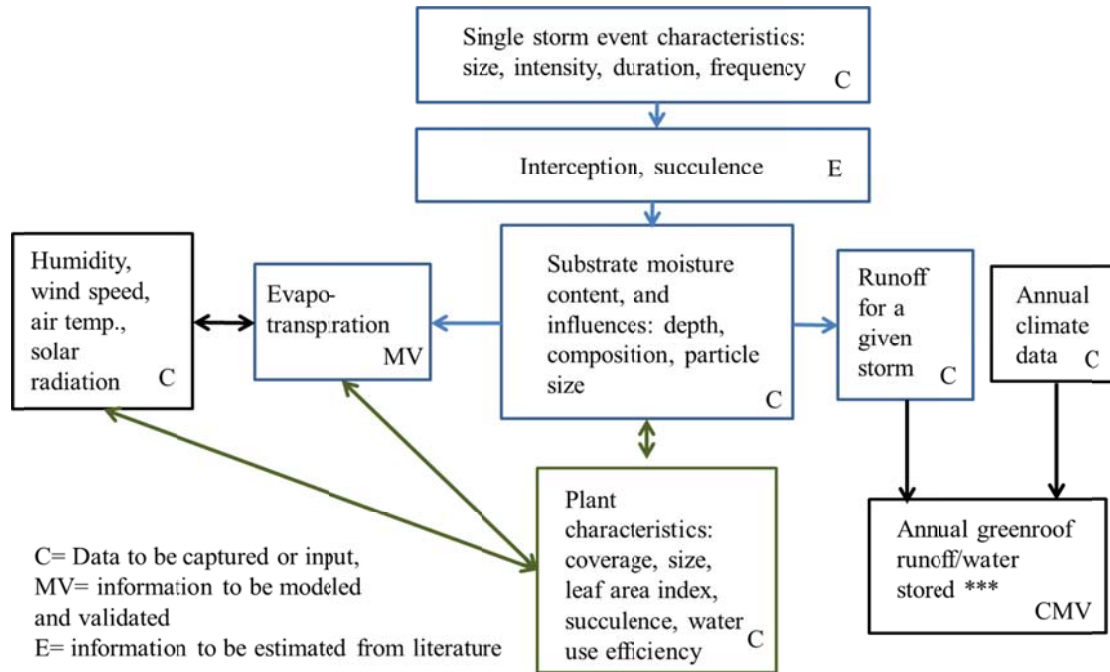 Single storm event characteristics:
size, intensity, duration, frequency
C
Interception, succulence
E
Humidity,
wind speed,
air temp.,
solar
radiation
C
Evapo-
transpiration
MV
Substrate moisture
content, and
influences: depth,
composition, particle
size
C
Runoff
for a
given
storm
C
Annual
climate
data
C
Plant
characteristics:
coverage, size,
leaf area index,
succulence, water
use efficiency
C
Annual greenroof
runoff/water
stored ***
CMV
C= Data to be captured or input,
MV= information to be modeled
and validated
E= information to be estimated from literature